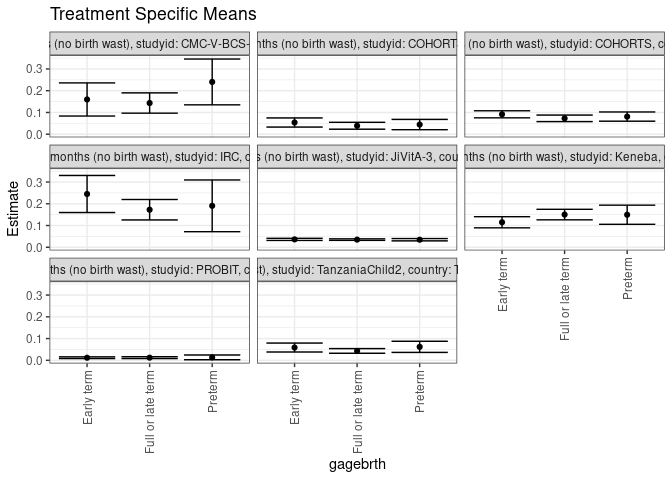 Treatment Specific Means
(no birth wast), studyid: CMC-V-BCS-
nths (no birth wast), studyid: COHORT
(no birth wast), studyid: COHORTS, c
0.3
0.2
0.1
0.0
months (no birth wast), studyid: IRC, c
s (no birth wast), studyid: JiVitA-3, cou
nths (no birth wast), studyid: Keneba,
0.3
0.2
0.1
0.0
Estimate
ths (no birth wast), studyid: PROBIT, c
st), studyid: TanzaniaChild2, country: T
0.3
0.2
0.1
0.0
Early term
Full or late term
Preterm
Early term
Full or late term
Preterm
Early term
Full or late term
Preterm
gagebrth